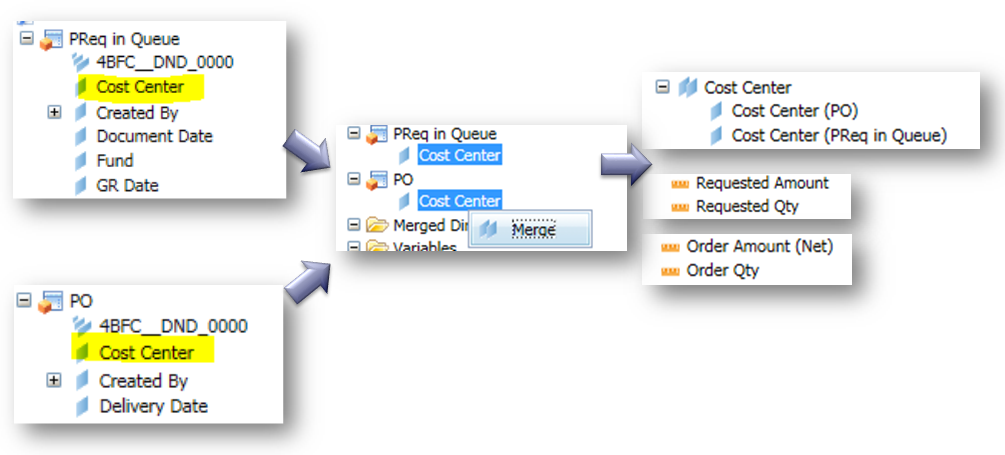 PReq in Queue
4BFC__DND_0000
Cost Center
Created By
Document Date
Fund
GR Date
PO
4BFC__DND_0000
Cost Center
Created By
Delivery Date
PReq in Queue
Cost Center
PO
Cost Center
Merged Dir
Merge
Variables
Cost Center
Cost Center (PO)
Cost Center (PReq in Queue)
Requested Amount
Requested Qty
Order Amount (Net)
Order Qty